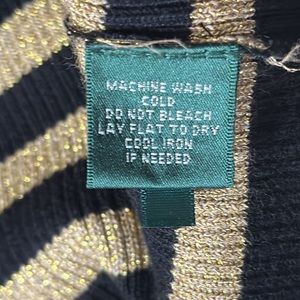 MACHINE WASH
COLD
DO NOT BLEACH
LAY FLAT TO DRY
COOL IRON
IF NEEDED